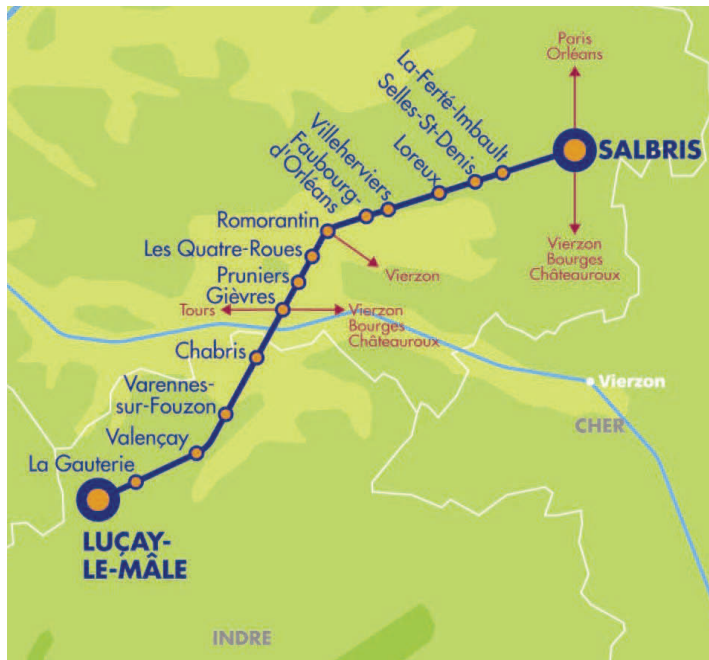 Paris
Orléans
La-Ferté-Imbault
Selles-St-Denis
Loreux
Villeherviers
Faubourg-
d'Orléans
SALBRIS
Romorantin
Les Quatre-Roues
Vierzon
Vierzon
Bourges
Châteauroux
Pruniers
Gièvres
Tours
Vierzon
Bourges
Châteauroux
Chabris
Vierzon
Varennes-
sur-Fouzon
CHER
Valençay
La Gauterie
LUÇAY-
LE-MÂLE
INDRE